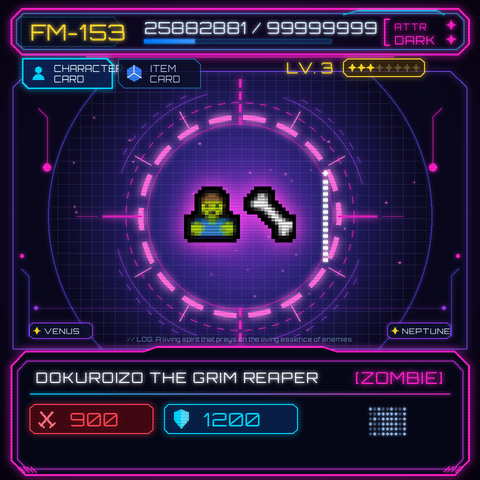 FM-153
25882881 / 99999999
ATTR
DARK
CHARACTER
CARD
ITEM
CARD
LV. 3
VENUS
NEPTUNE
// LOG: A living spirit that preys on the living essence of enemies.
DOKUROIZO THE GRIM REAPER
[ZOMBIE]
900
1200